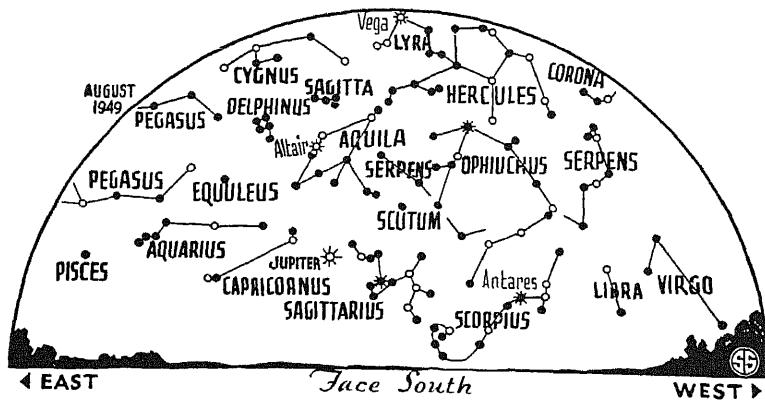 Vega
LYRA
CYGNUS
CORONA
SAGITTA
AUGUST
1949
HERCULES
DELPHINUS
PEGASUS
AQUILA
Altair
SERPENS
OPHIUCHUS
SERPENS
PEGASUS
EQUULEUS
SCUTUM
AQUARIUS
PISCES
JUPITER
CAPRICORNUS
Antares
LIBRA
VIRGO
SAGITTARIUS
SCORPIUS
SS
EAST
Face South
WEST